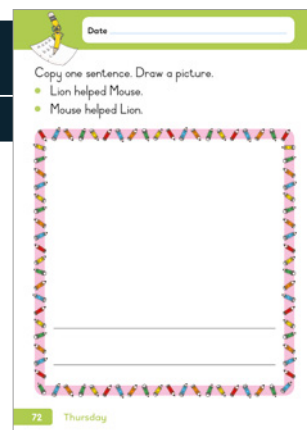 Date
Copy one sentence. Draw a picture.
Lion helped Mouse.
Mouse helped Lion.
72 Thursday